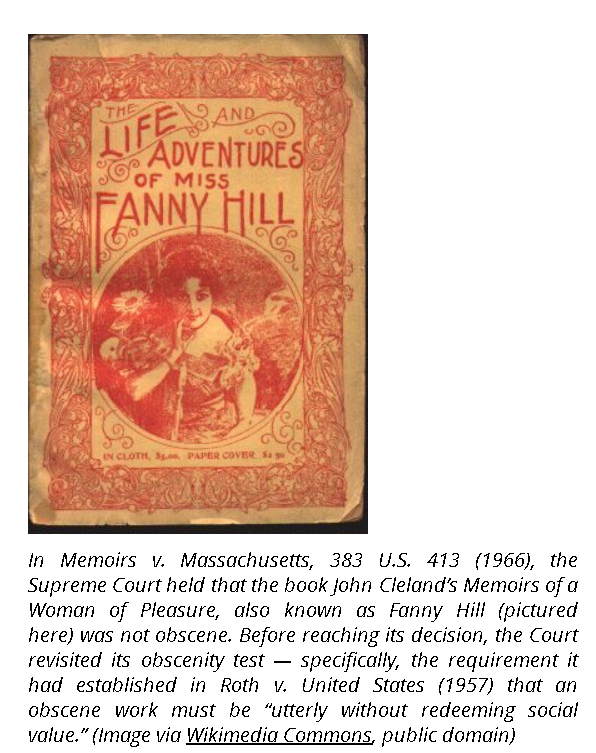 THE
LIFE AND
ADVENTURES
OF MISS
FANNY HILL
IN CLOTH, $3.00. PAPER COVER, $2.50
In Memoirs v. Massachusetts, 383 U.S. 413 (1966), the
Supreme Court held that the book John Cleland’s Memoirs of a
Woman of Pleasure, also known as Fanny Hill (pictured
here) was not obscene. Before reaching its decision, the Court
revisited its obscenity test — specifically, the requirement it
had established in Roth v. United States (1957) that an
obscene work must be “utterly without redeeming social
value.” (Image via Wikimedia Commons, public domain)